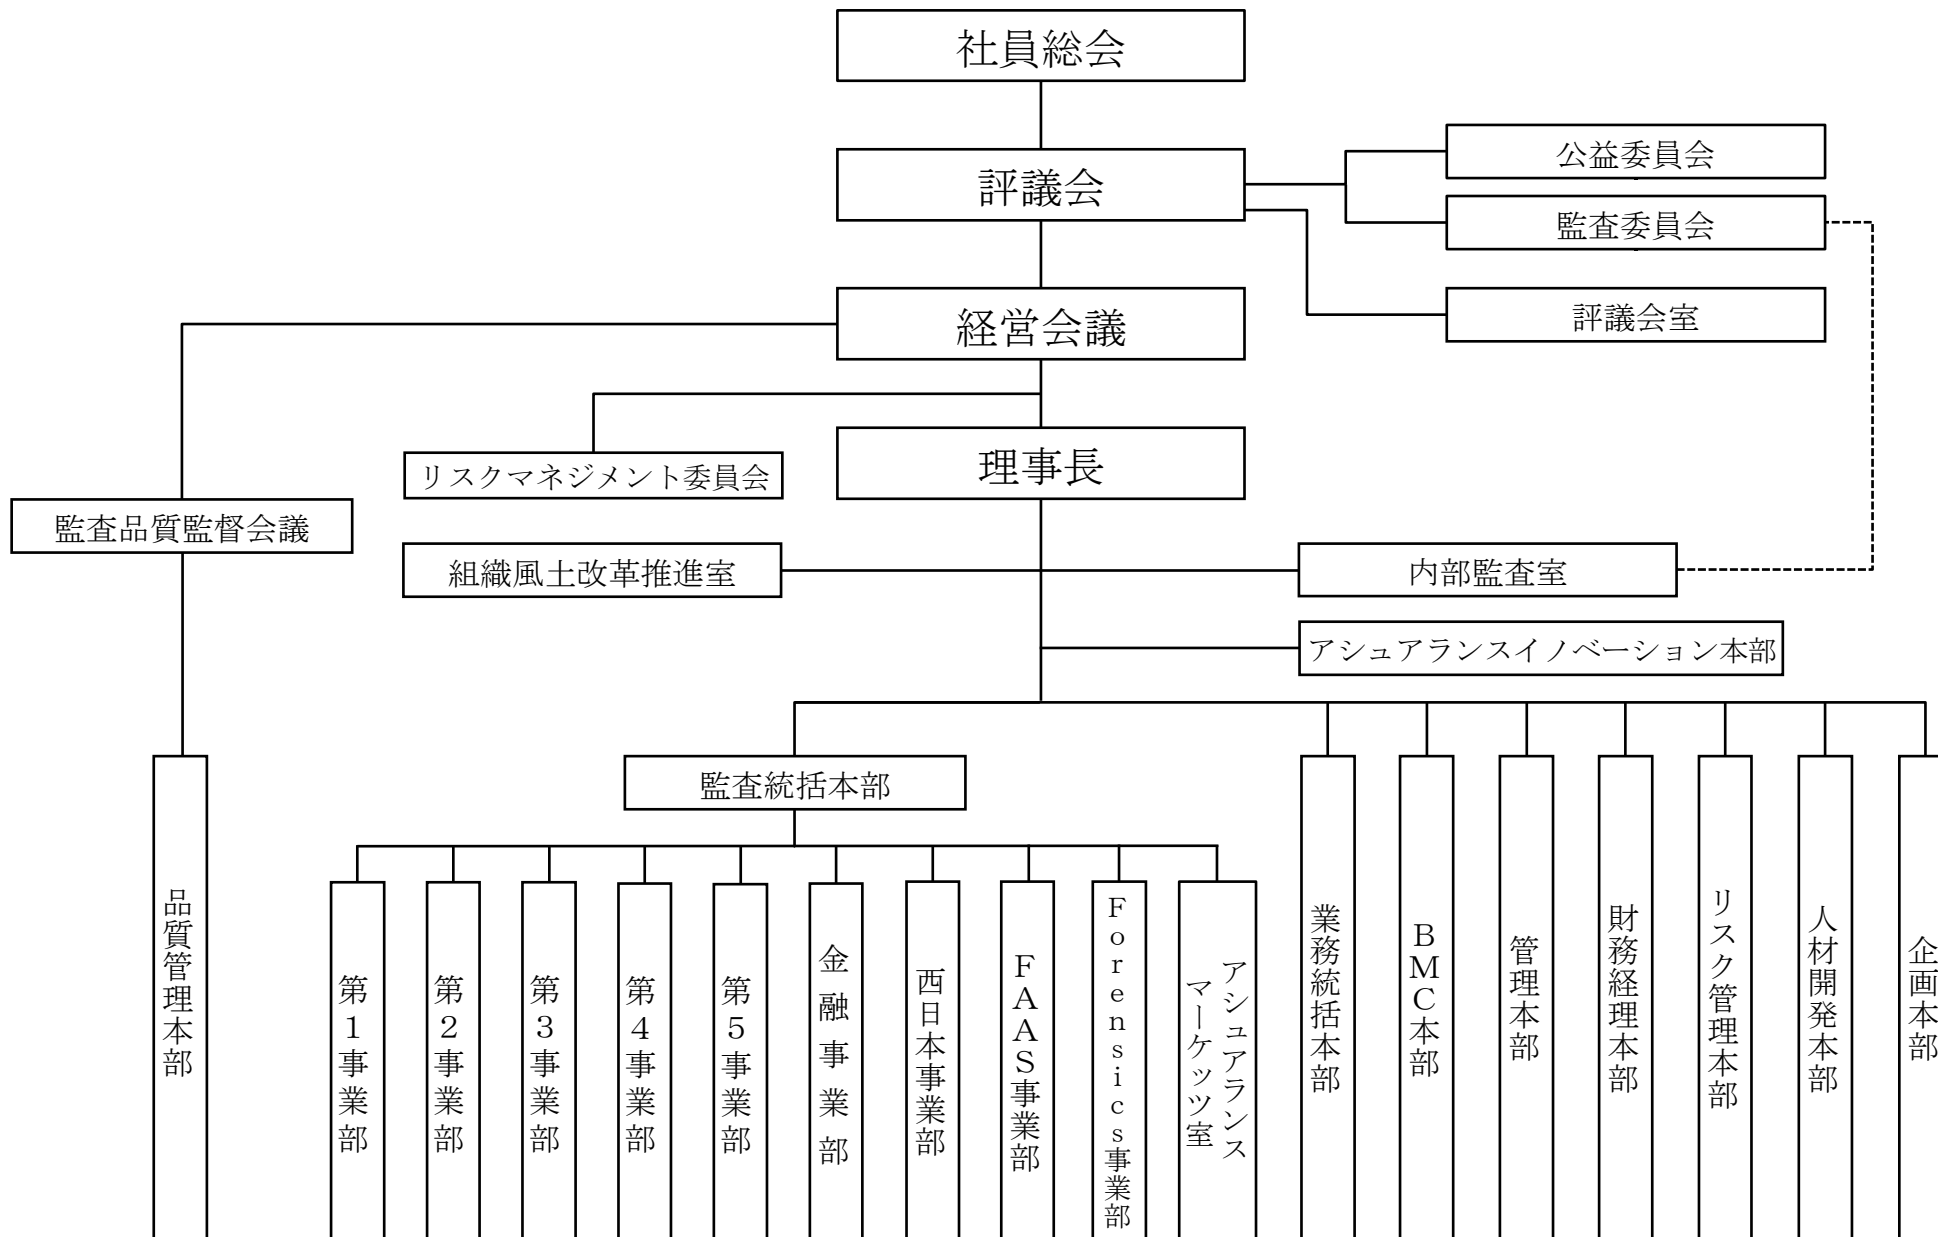 社員総会
評議会
公益委員会
監査委員会
経営会議
評議会室
理事長
リスクマネジメント委員会
監査品質監督会議
組織風土改革推進室
内部監査室
アシュアランスイノベーション本部
監査統括本部
品質管理本部
第1事業部
第2事業部
第3事業部
第4事業部
第5事業部
金融事業部
西日本事業部
FAAS事業部
Forensics事業部
アシュアランス
マーケッツ室
業務統括本部
BMC本部
管理本部
財務経理本部
リスク管理本部
人材開発本部
企画本部